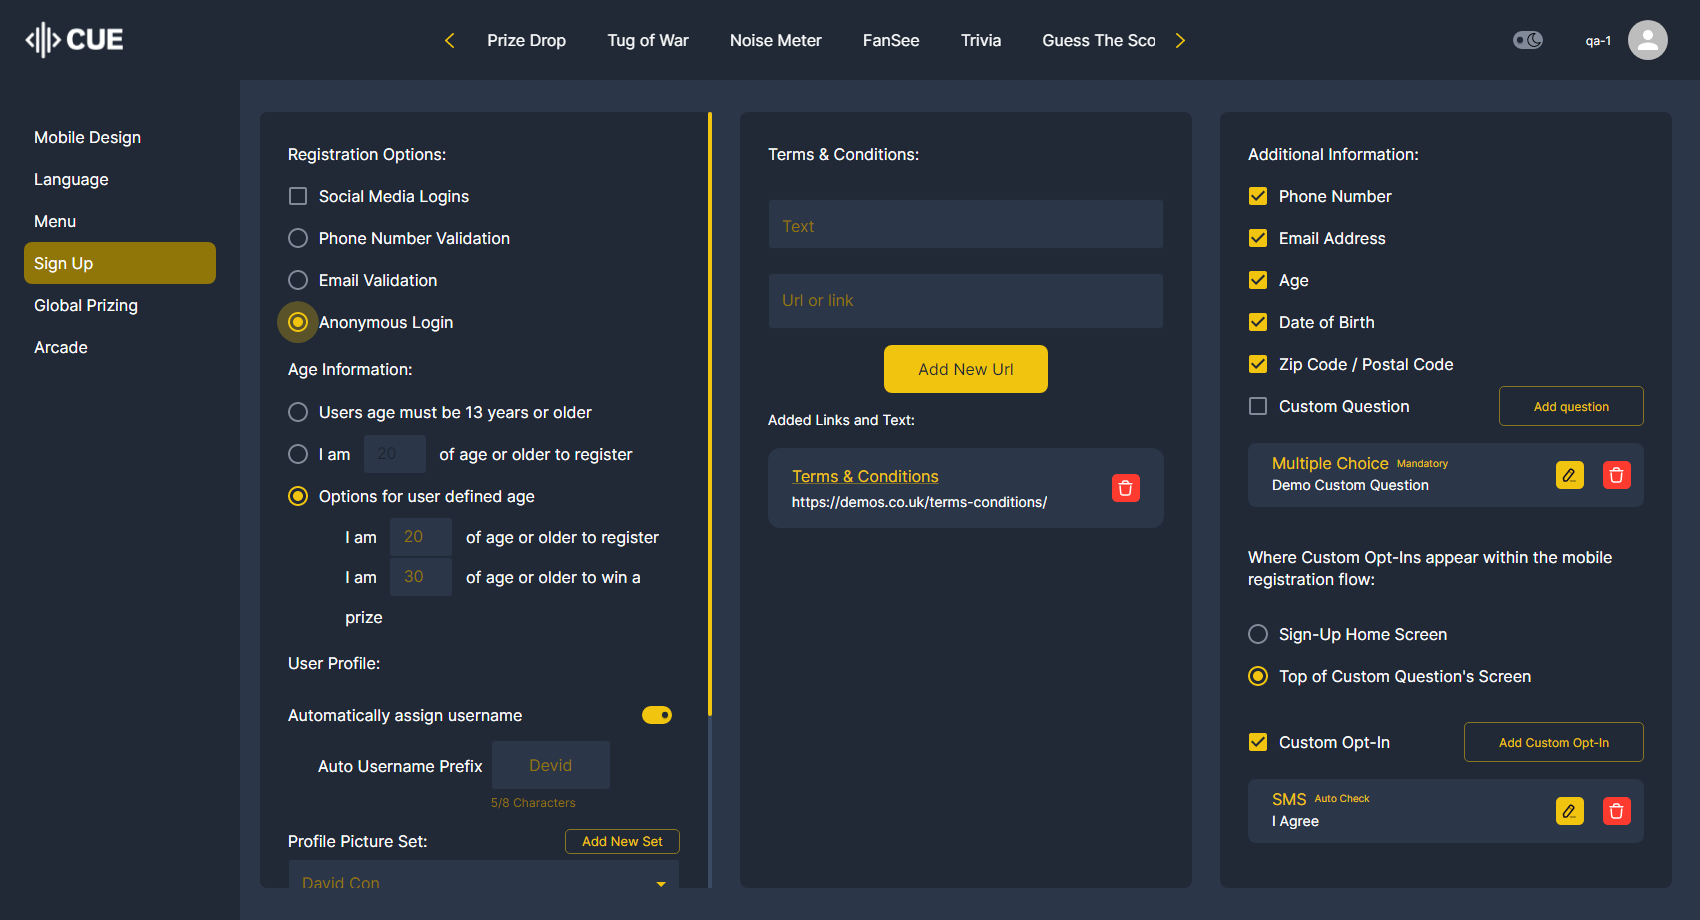 CUE
Prize Drop
Tug of War
Noise Meter
FanSee
Trivia
Guess The Sco
qa-1
Mobile Design
Language
Menu
Sign Up
Global Prizing
Arcade
Registration Options:
Social Media Logins
Phone Number Validation
Email Validation
Anonymous Login
Age Information:
Users age must be 13 years or older
I am 20 of age or older to register
Options for user defined age
I am 20 of age or older to register
I am 30 of age or older to win a
prize
User Profile:
Automatically assign username
Auto Username Prefix Devid
5/8 Characters
Profile Picture Set: Add New Set
David Con
Terms & Conditions:
Text
Url or link
Add New Url
Added Links and Text:
Terms & Conditions
https://demos.co.uk/terms-conditions/
Additional Information:
Phone Number
Email Address
Age
Date of Birth
Zip Code / Postal Code
Custom Question Add question
Multiple Choice Mandatory
Demo Custom Question
Where Custom Opt-Ins appear within the mobile
registration flow:
Sign-Up Home Screen
Top of Custom Question's Screen
Custom Opt-In Add Custom Opt-In
SMS Auto Check
I Agree